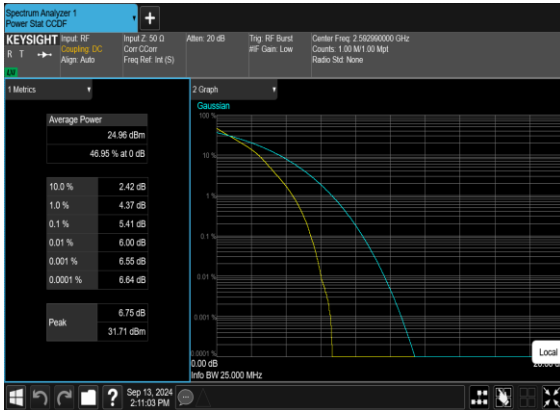 Spectrum Analyzer 1
Power Stat CCDF
KEYSIGHT
R T
LXI
Input: RF
Coupling: DC
Align: Auto
Input Z: 50 Ω
Corr CCorr
Freq Ref: Int (S)
Atten: 20 dB
Trig: RF Burst
#IF Gain: Low
Center Freq: 2.592990000 GHz
Counts: 1.00 M/1.00 Mpt
Radio Std: None
1 Metrics
Average Power
24.96 dBm
46.95 % at 0 dB
10.0 % 2.42 dB
1.0 % 4.37 dB
0.1 % 5.41 dB
0.01 % 6.00 dB
0.001 % 6.55 dB
0.0001 % 6.64 dB
Peak
6.75 dB
31.71 dBm
2 Graph
Gaussian
100 %
10 %
1 %
0.1 %
0.01 %
0.001 %
0.0001 %
0.00 dB
Info BW 25.000 MHz
Local
Sep 13, 2024
2:11:03 PM